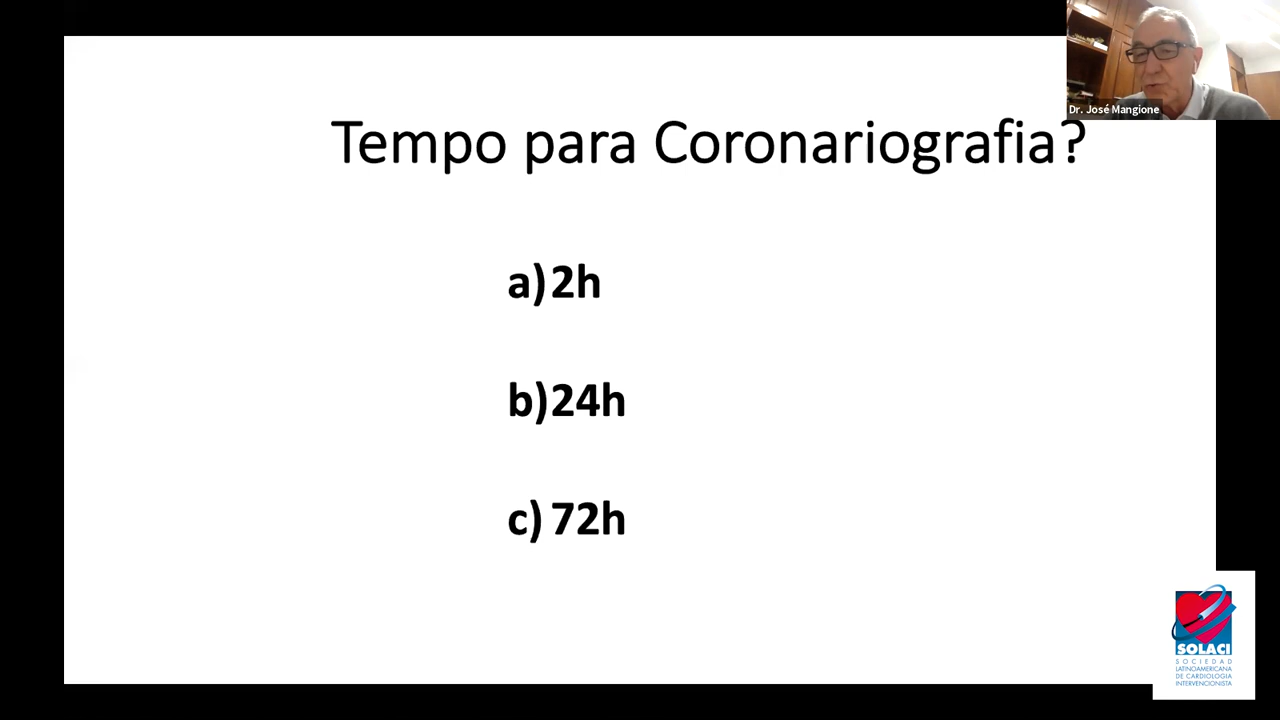 Dr. José Mangione
Tempo para Coronariografia?
a) 2h
b) 24h
c) 72h
SOLACI
SOCIEDAD
LATINOAMERICANA
DE CARDIOLOGIA
INTERVENCIONISTA